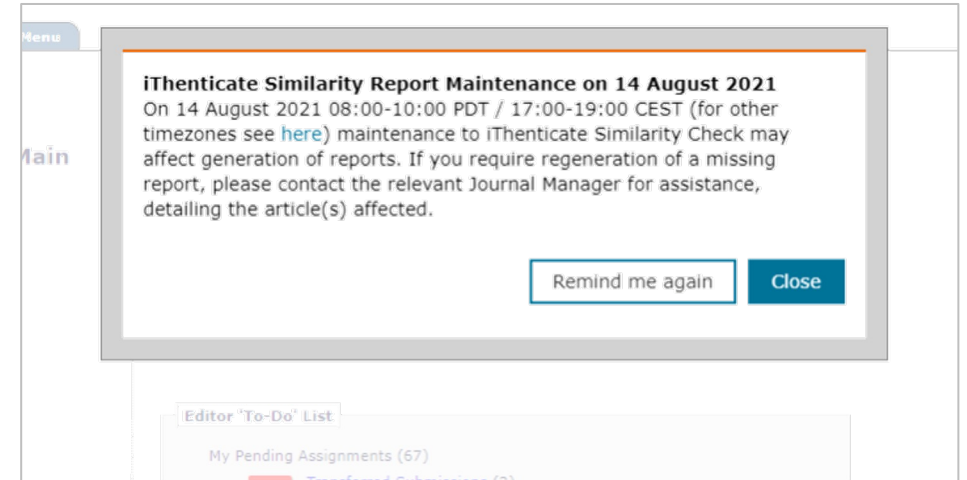 Menu
iThenticate Similarity Report Maintenance on 14 August 2021
On 14 August 2021 08:00-10:00 PDT / 17:00-19:00 CEST (for other
timezones see here) maintenance to iThenticate Similarity Check may
affect generation of reports. If you require regeneration of a missing
report, please contact the relevant Journal Manager for assistance,
detailing the article(s) affected.
Main
Remind me again
Close
Editor 'To-Do' List
My Pending Assignments (67)
Transferred Submissions (2)